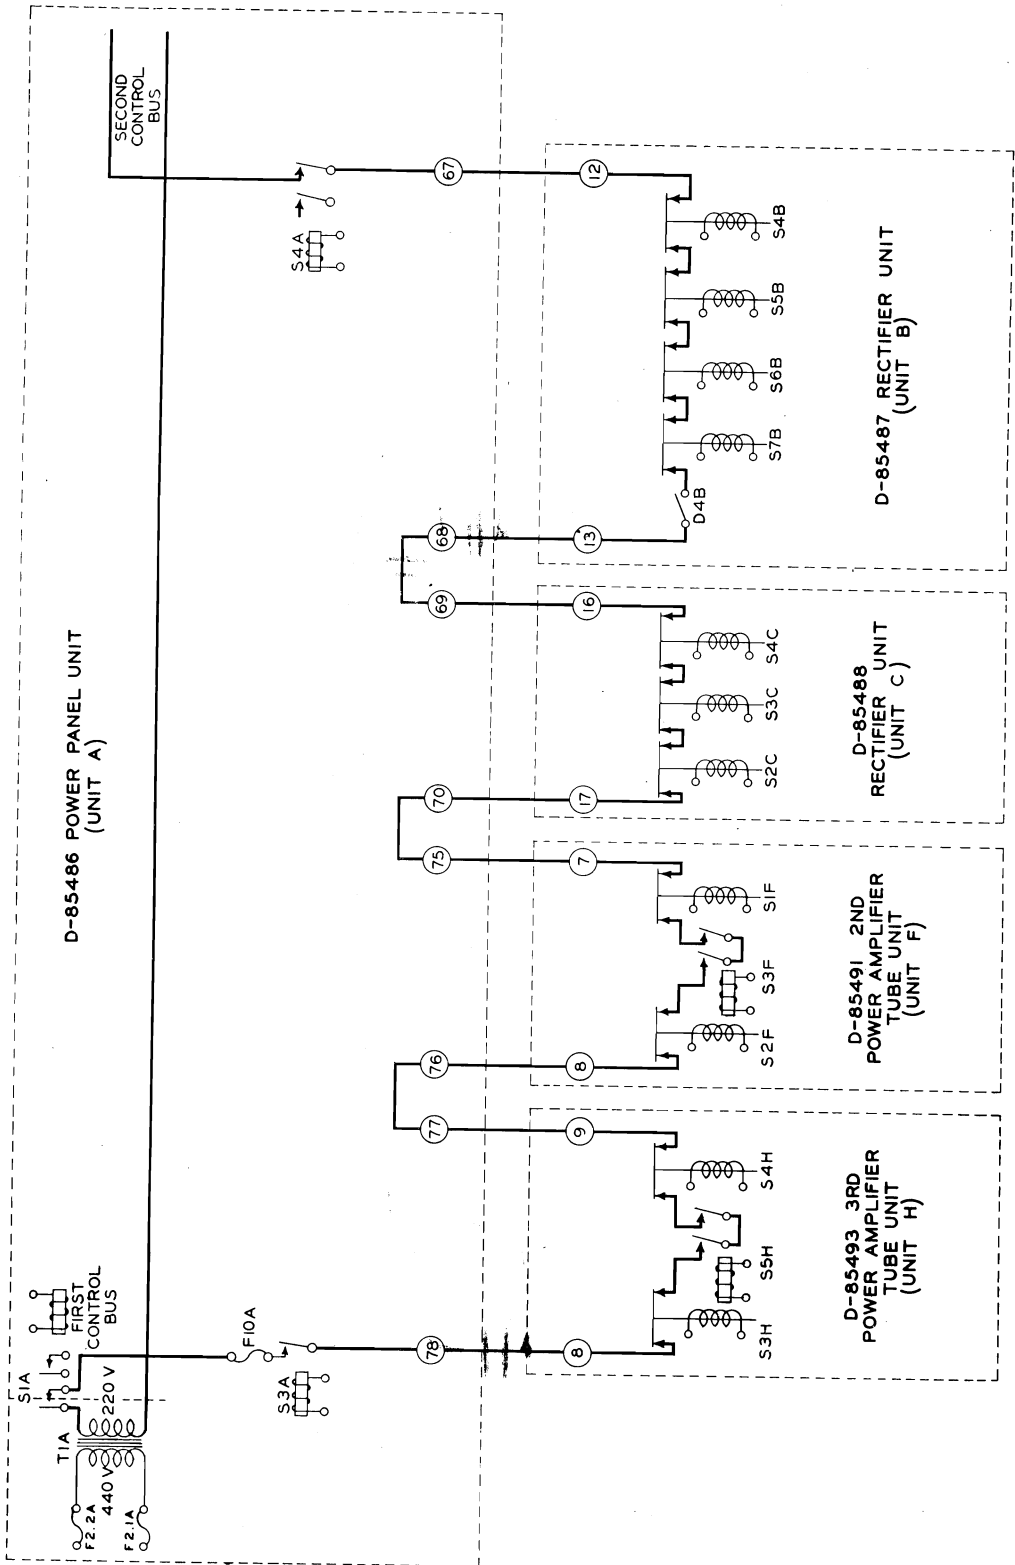 D-85486 POWER PANEL UNIT
(UNIT A)
F2.2A
F2.1A
440 V
T1A
220 V
S1A
FIRST
CONTROL
BUS
F10A
S3A
S4A
SECOND
CONTROL
BUS
78
77
76
75
70
69
68
67
8
9
8
7
17
16
13
12
S3H
S5H
S4H
D-85493 3RD
POWER AMPLIFIER
TUBE UNIT
(UNIT H)
S2F
S3F
S1F
D-85491 2ND
POWER AMPLIFIER
TUBE UNIT
(UNIT F)
S2C
S3C
S4C
D-85488
RECTIFIER UNIT
(UNIT C)
D4B
S7B
S6B
S5B
S4B
D-85487 RECTIFIER UNIT
(UNIT B)